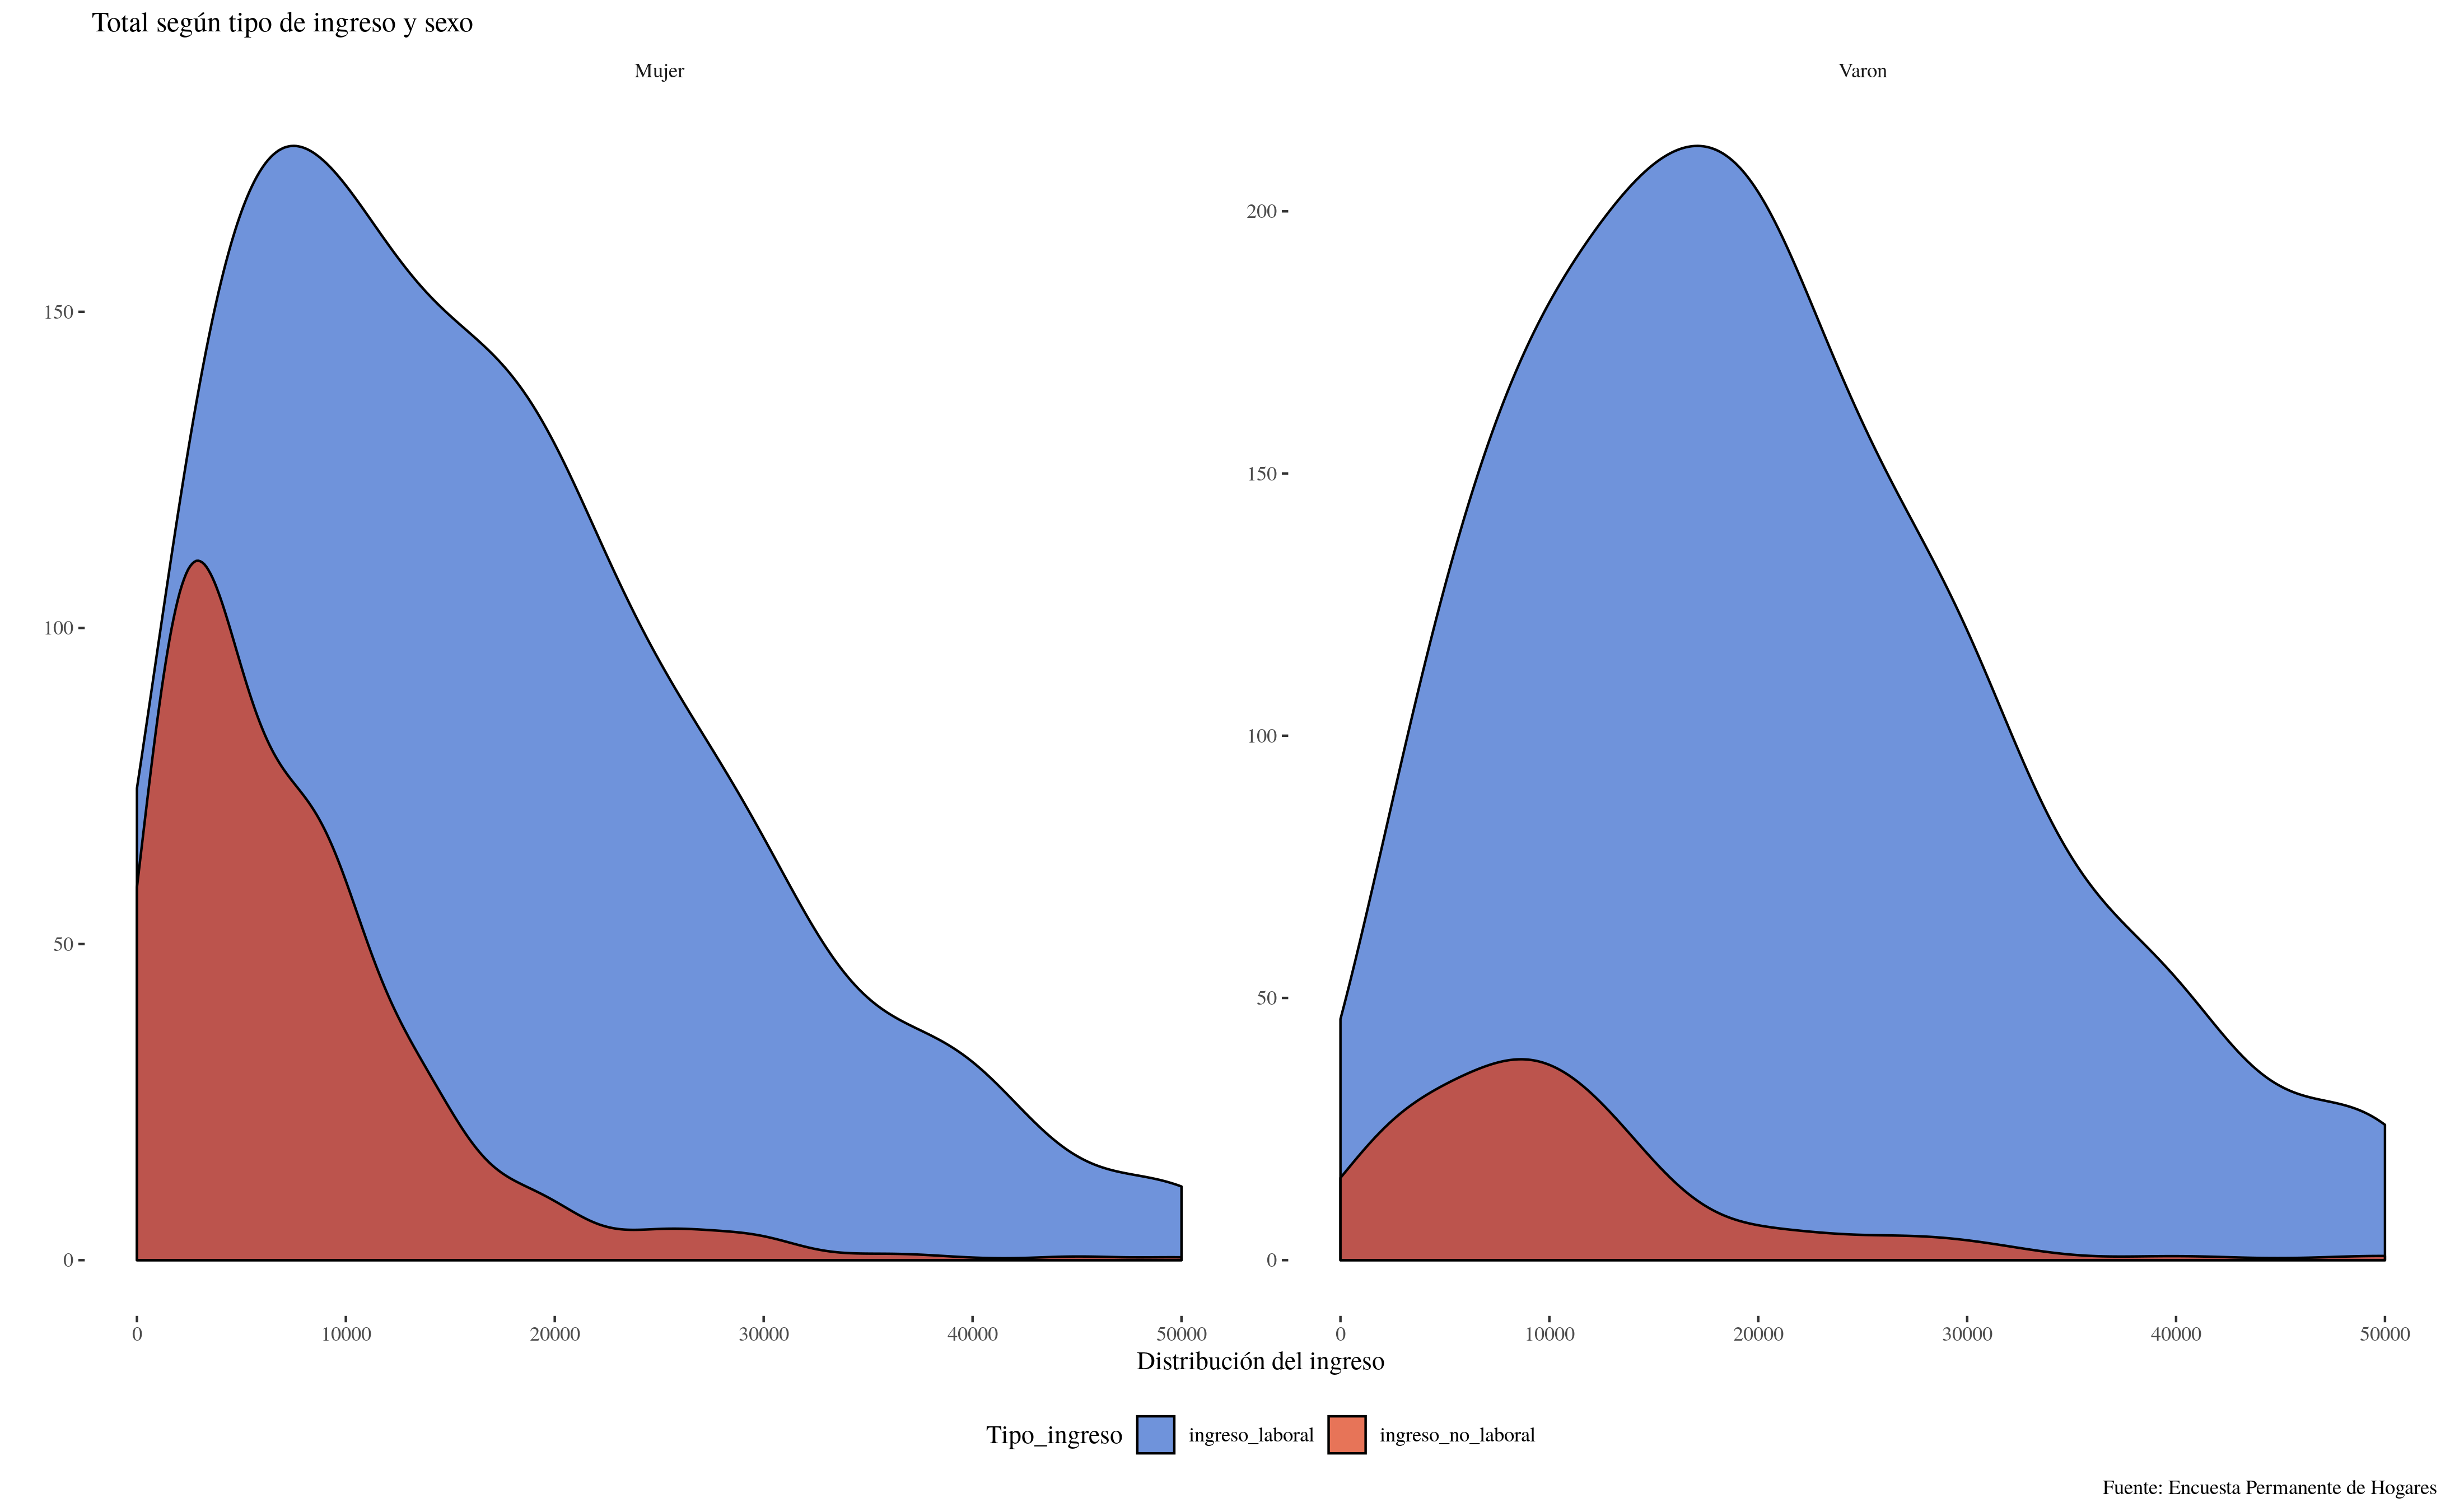 Total según tipo de ingreso y sexo
Mujer
Varon
150
100
50
0
200
150
100
50
0
0 10000 20000 30000 40000 50000
0 10000 20000 30000 40000 50000
Distribución del ingreso
Tipo_ingreso ingreso_laboral ingreso_no_laboral
Fuente: Encuesta Permanente de Hogares